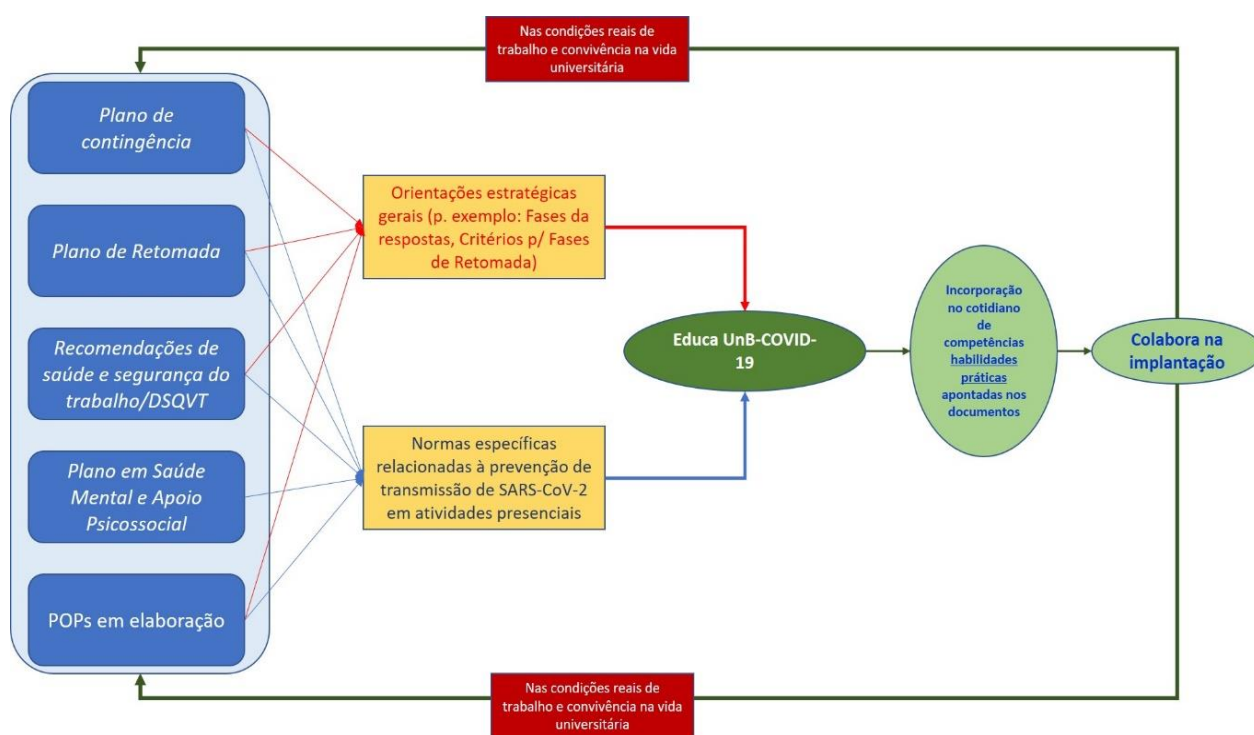 Nas condições reais de
trabalho e convivência na vida
universitária
Plano de
contingência
Plano de Retomada
Recomendações de
saúde e segurança do
trabalho/DSQVT
Plano em Saúde
Mental e Apoio
Psicossocial
POPs em elaboração
Orientações estratégicas
gerais (p. exemplo: Fases da
respostas, Critérios p/ Fases
de Retomada)
Normas específicas
relacionadas à prevenção de
transmissão de SARS-CoV-2
em atividades presenciais
Educa UnB-COVID-
19
Incorporação
no cotidiano
de
competências
habilidades
práticas
apontadas nos
documentos
Colabora na
implantação
Nas condições reais de
trabalho e convivência na vida
universitária